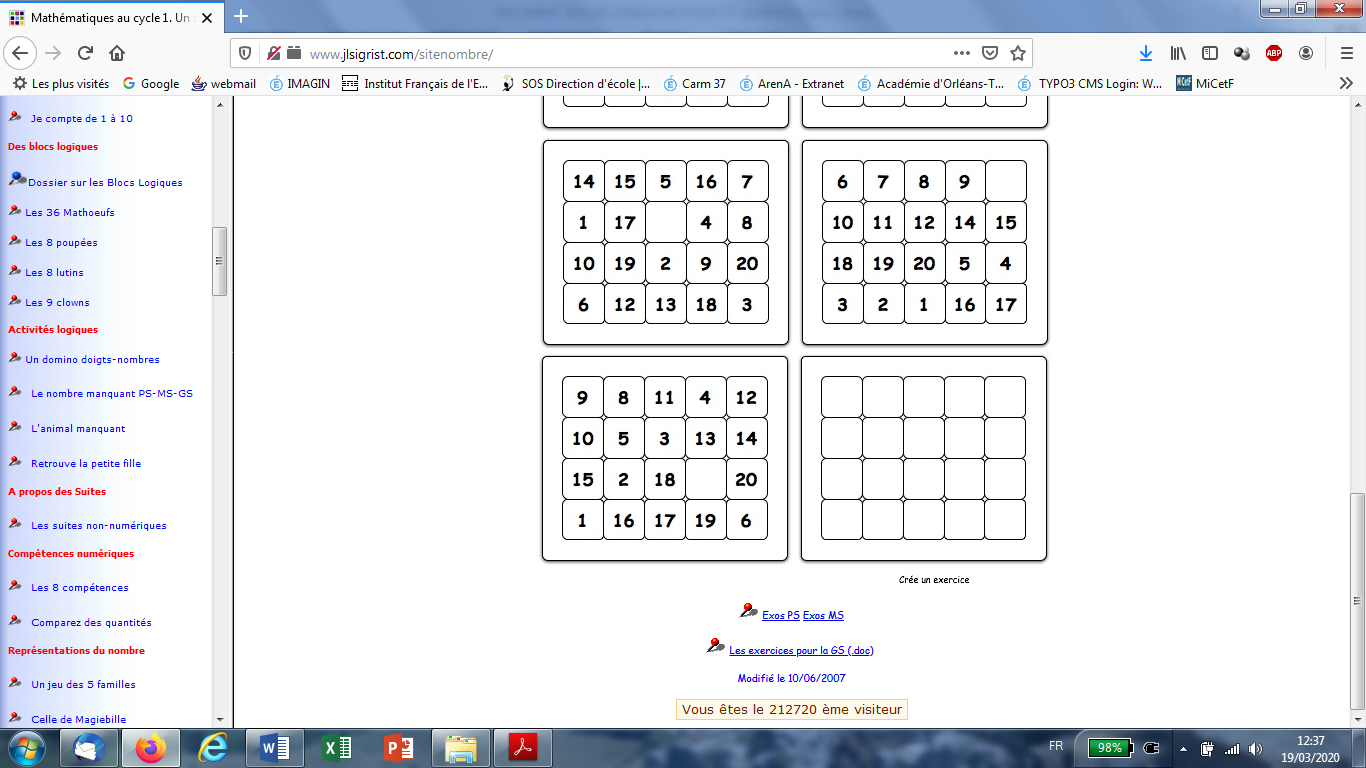 Mathématiques au cycle 1. Un
www.jlsigrist.com/sitenombre/
Les plus visités Google webmail IMAGIN Institut Français de l'E... SOS Direction d'école |... Carm 37 ArenA - Extranet Académie d'Orléans-T... TYPO3 CMS Login: W... MiCetF
Je compte de 1 à 10
Des blocs logiques
Dossier sur les Blocs Logiques
Les 36 Mathoeufs
Les 8 poupées
Les 8 lutins
Les 9 clowns
Activités logiques
Un domino doigts-nombres
Le nombre manquant PS-MS-GS
L'animal manquant
Retrouve la petite fille
A propos des Suites
Les suites non-numériques
Compétences numériques
Les 8 compétences
Comparez des quantités
Représentations du nombre
Un jeu des 5 familles
Celle de Magiebille
14 15 5 16 7
1 17 4 8
10 19 2 9 20
6 12 13 18 3
6 7 8 9
10 11 12 14 15
18 19 20 5 4
3 2 1 16 17
9 8 11 4 12
10 5 3 13 14
15 2 18 20
1 16 17 19 6
Crée un exercice
Exos PS Exos MS
Les exercices pour la GS (.doc)
Modifié le 10/06/2007
Vous êtes le 212720 ème visiteur
FR
98%
12:37
19/03/2020